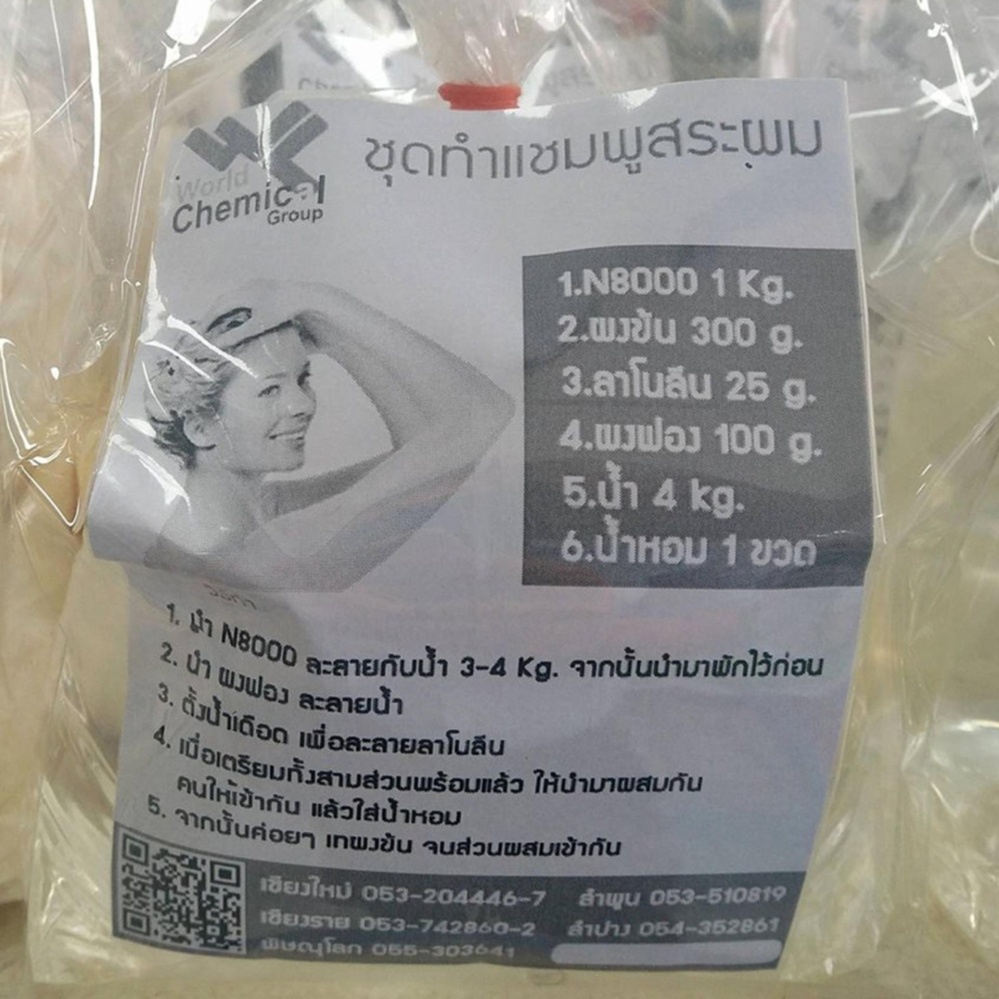 World
Chemical
Group
ชุดทำแชมพูสระผม
1.N8000 1 Kg.
2.ผงข้น 300 g.
3.ลาโนลีน 25 g.
4.ผงฟอง 100 g.
5.น้ำ 4 kg.
6.น้ำหอม 1 ขวด
1. นำ N8000 ละลายกับน้ำ 3-4 Kg. จากนั้นนำมาพักไว้ก่อน
2. นำ ผงฟอง ละลายน้ำ
3. ตั้งน้ำเดือด เพื่อละลายลาโนลีน
4. เมื่อเตรียมทั้งสามส่วนพร้อมแล้ว ให้นำมาผสมกัน
คนให้เข้ากัน แล้วใส่น้ำหอม
5. จากนั้นค่อยๆ เทผงข้น จนส่วนผสมเข้ากัน
เชียงใหม่ 053-204446-7 ลำพูน 053-510819
เชียงราย 053-742860-2 ลำปาง 054-352861
พิษณุโลก 055-303641